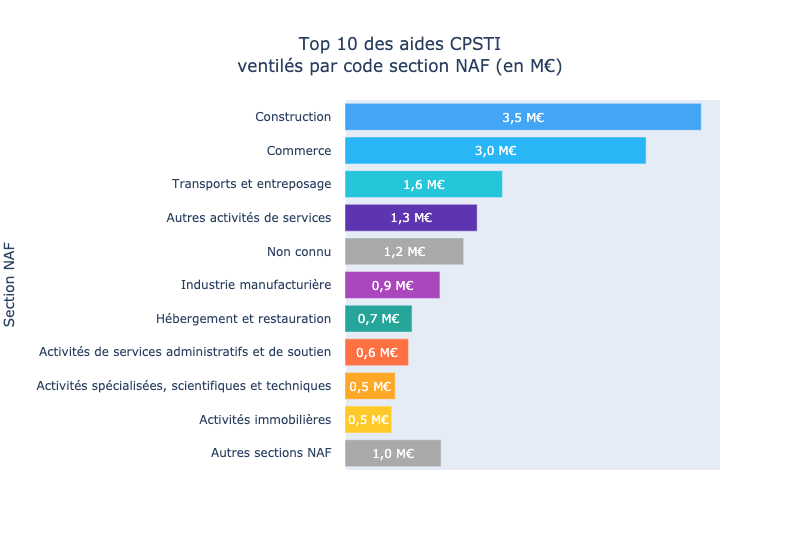 Top 10 des aides CPSTI
ventilés par code section NAF (en M€)
Section NAF
Construction 3,5 M€
Commerce 3,0 M€
Transports et entreposage 1,6 M€
Autres activités de services 1,3 M€
Non connu 1,2 M€
Industrie manufacturière 0,9 M€
Hébergement et restauration 0,7 M€
Activités de services administratifs et de soutien 0,6 M€
Activités spécialisées, scientifiques et techniques 0,5 M€
Activités immobilières 0,5 M€
Autres sections NAF 1,0 M€